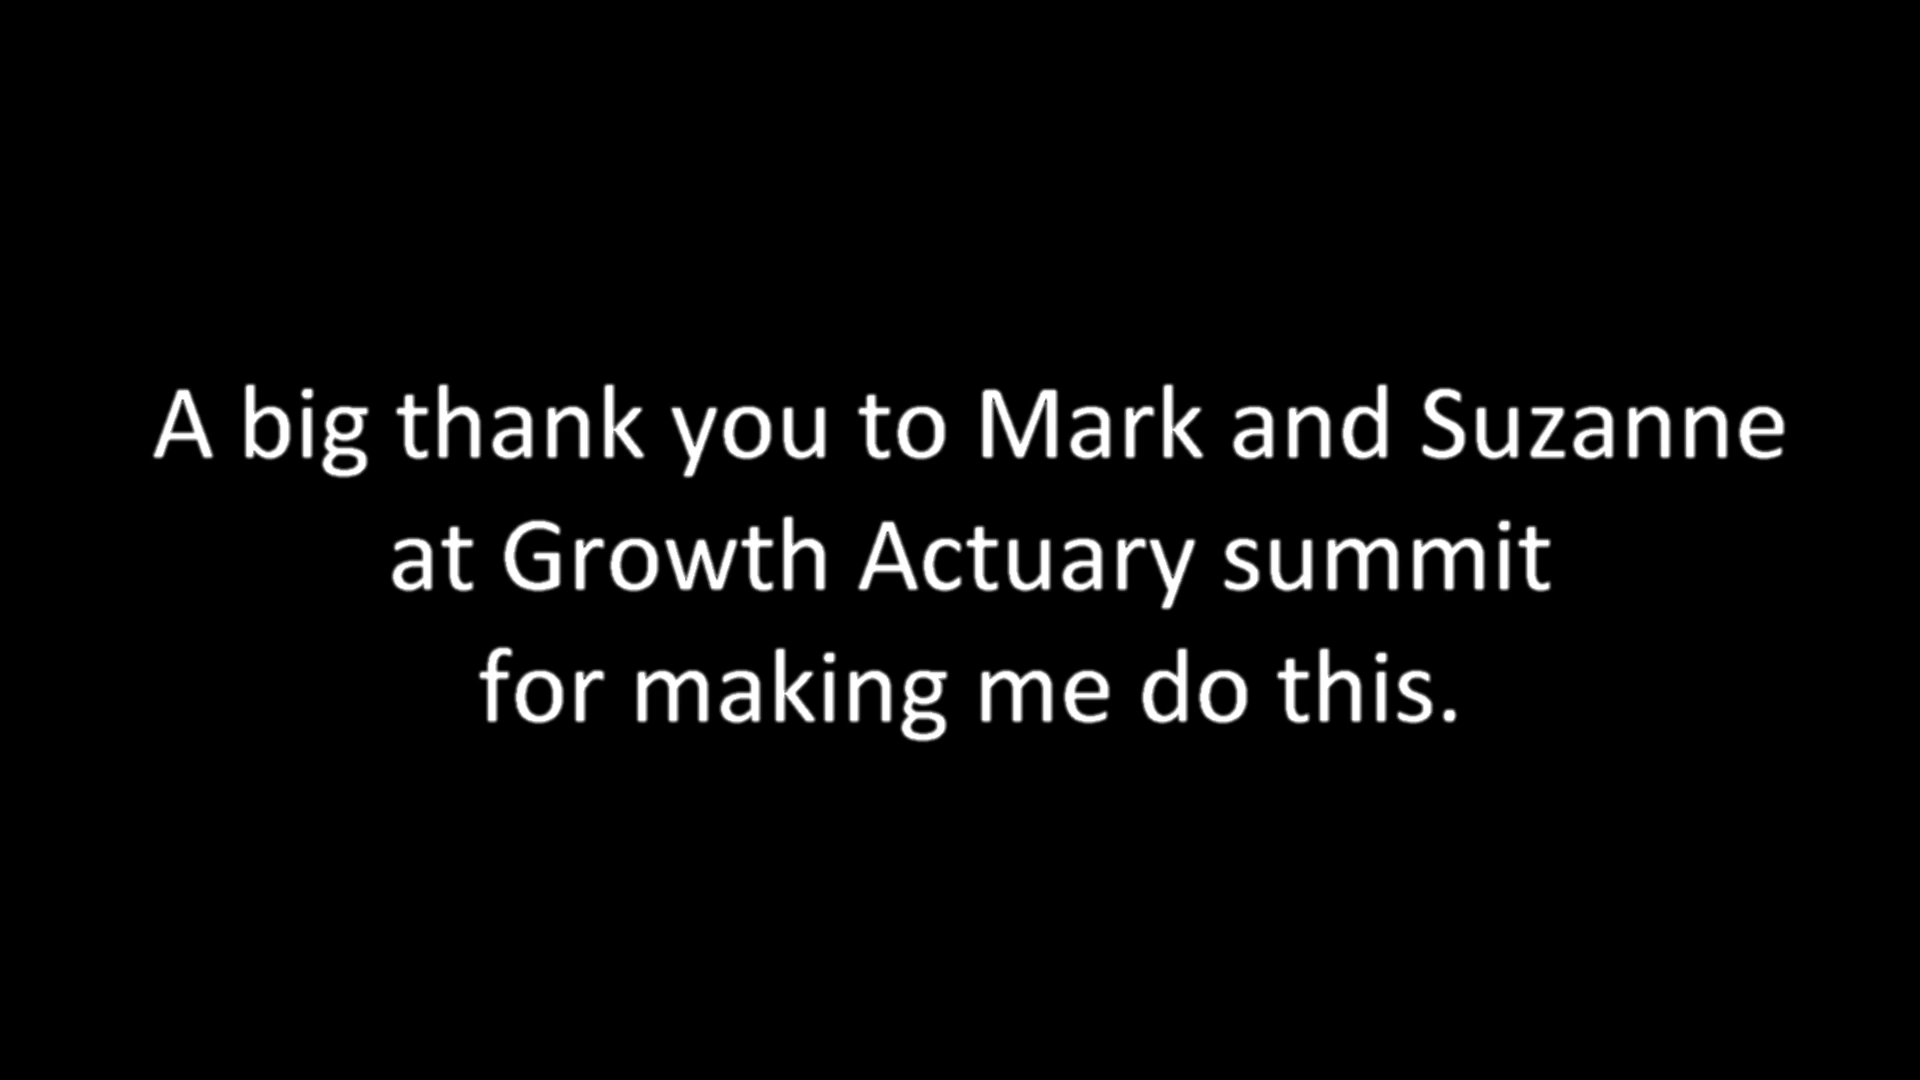 A big thank you to Mark and Suzanne
at Growth Actuary summit
for making me do this.